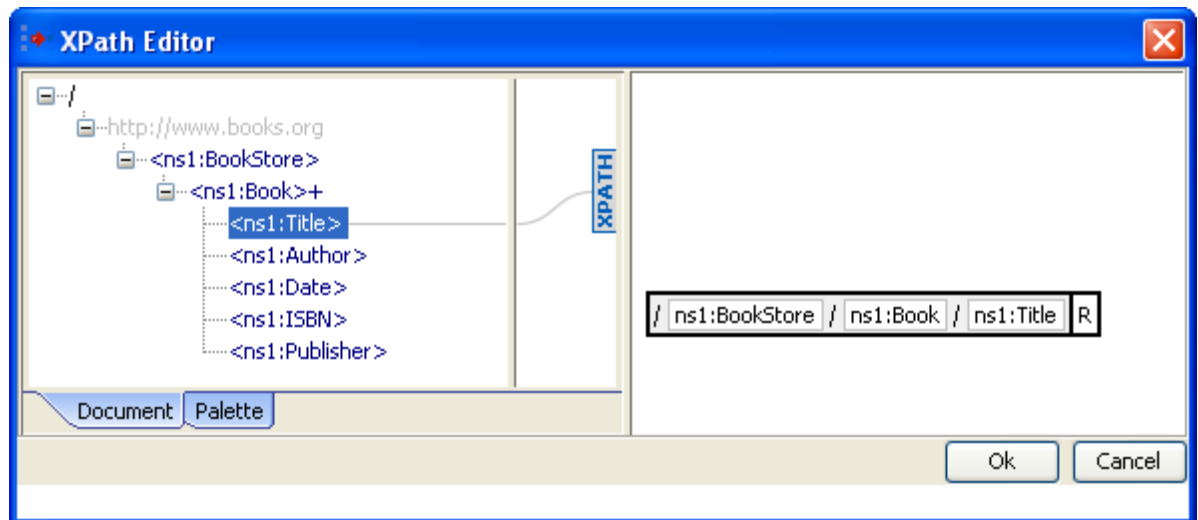 XPath Editor
/
http://www.books.org
<ns1:BookStore>
<ns1:Book>+
<ns1:Title>
<ns1:Author>
<ns1:Date>
<ns1:ISBN>
<ns1:Publisher>
XPATH
/ ns1:BookStore / ns1:Book / ns1:Title R
Document Palette
Ok Cancel